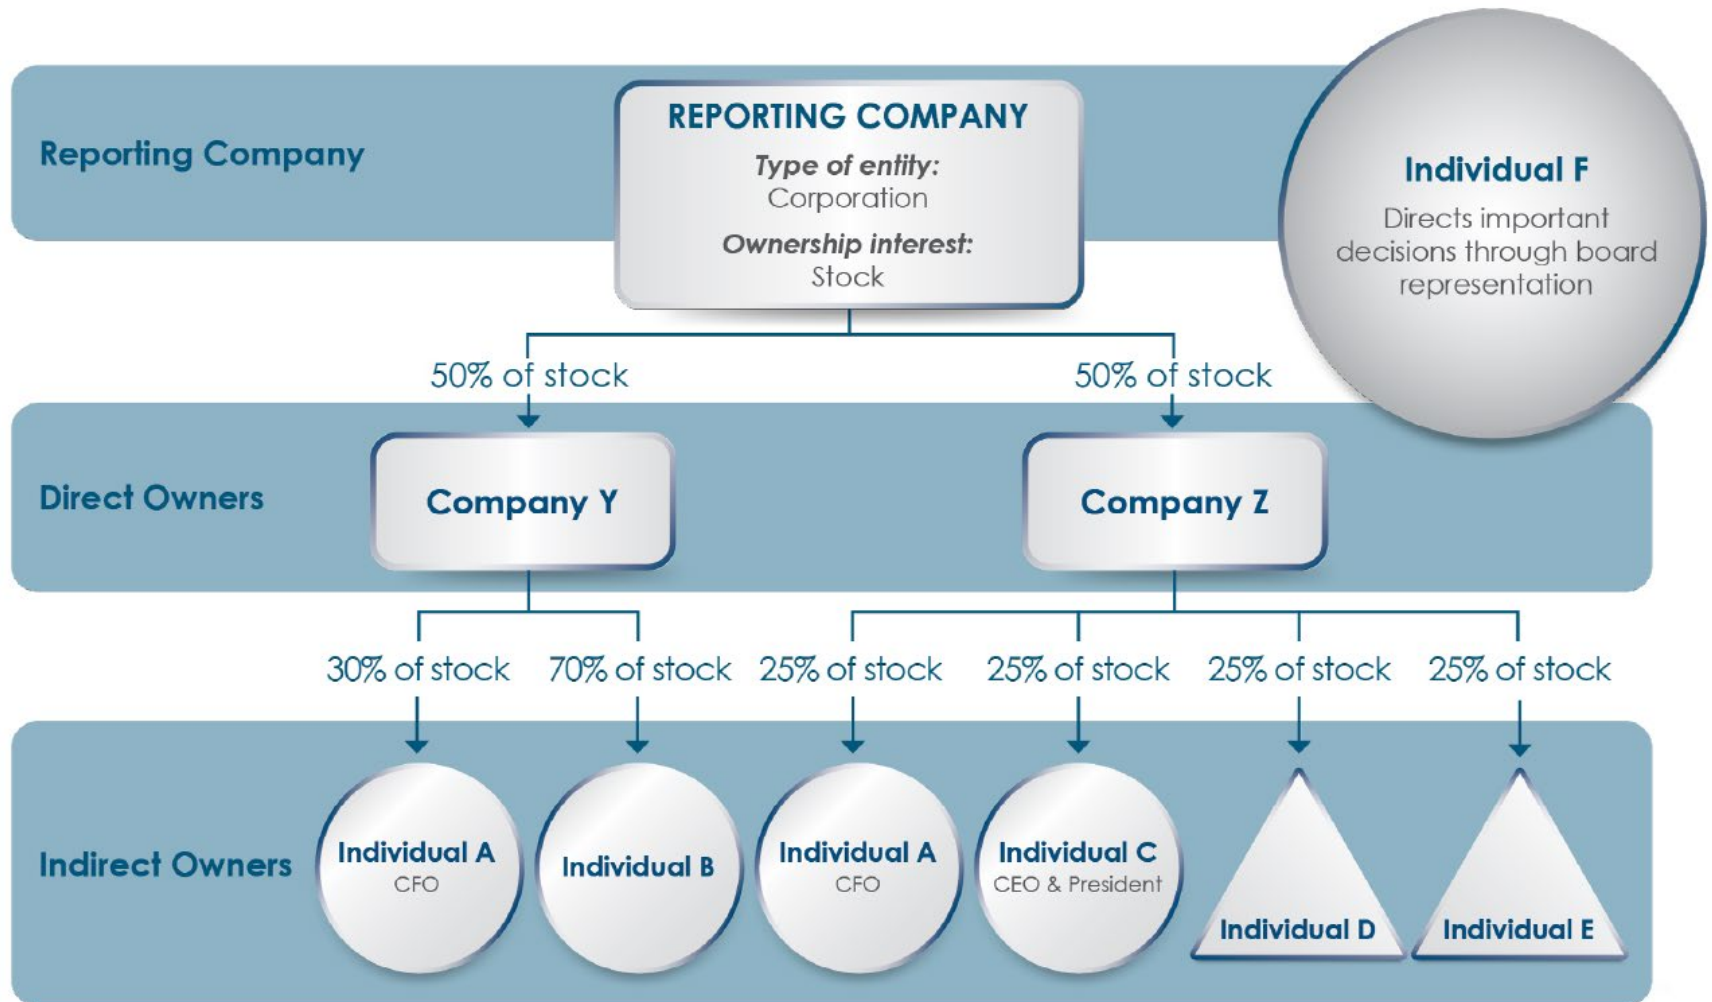 Reporting Company
REPORTING COMPANY
Type of entity:
Corporation
Ownership interest:
Stock
Individual F
Directs important
decisions through board
representation
50% of stock
50% of stock
Direct Owners
Company Y
Company Z
30% of stock
70% of stock
25% of stock
25% of stock
25% of stock
25% of stock
Indirect Owners
Individual A
CFO
Individual B
Individual A
CFO
Individual C
CEO & President
Individual D
Individual E